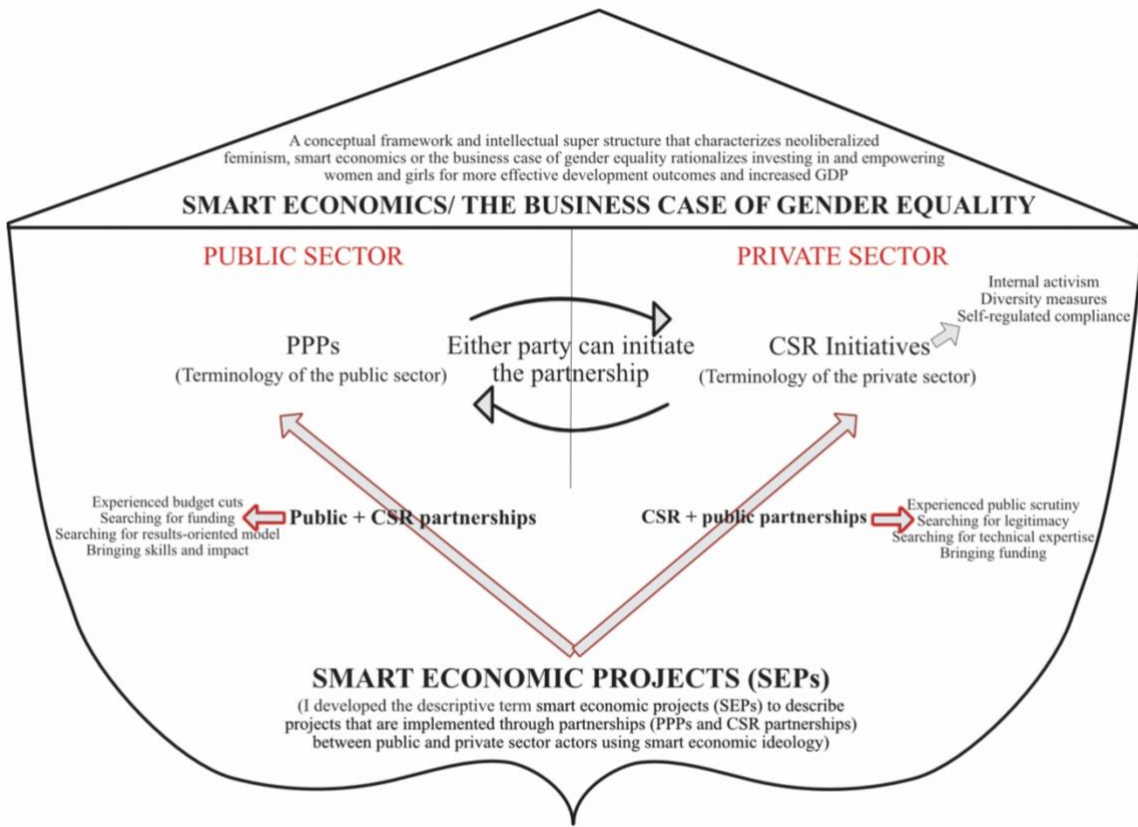 A conceptual framework and intellectual super structure that characterizes neoliberalized
feminism, smart economics or the business case of gender equality rationalizes investing in and empowering
women and girls for more effective development outcomes and increased GDP
SMART ECONOMICS/ THE BUSINESS CASE OF GENDER EQUALITY
PUBLIC SECTOR
PRIVATE SECTOR
Internal activism
Diversity measures
Self-regulated compliance
PPPs
(Terminology of the public sector)
Either party can initiate
the partnership
CSR Initiatives
(Terminology of the private sector)
Experienced budget cuts
Searching for funding
Searching for results-oriented model
Bringing skills and impact
Public + CSR partnerships
CSR + public partnerships
Experienced public scrutiny
Searching for legitimacy
Searching for technical expertise
Bringing funding
SMART ECONOMIC PROJECTS (SEPs)
(I developed the descriptive term smart economic projects (SEPs) to describe
projects that are implemented through partnerships (PPPs and CSR partnerships)
between public and private sector actors using smart economic ideology)